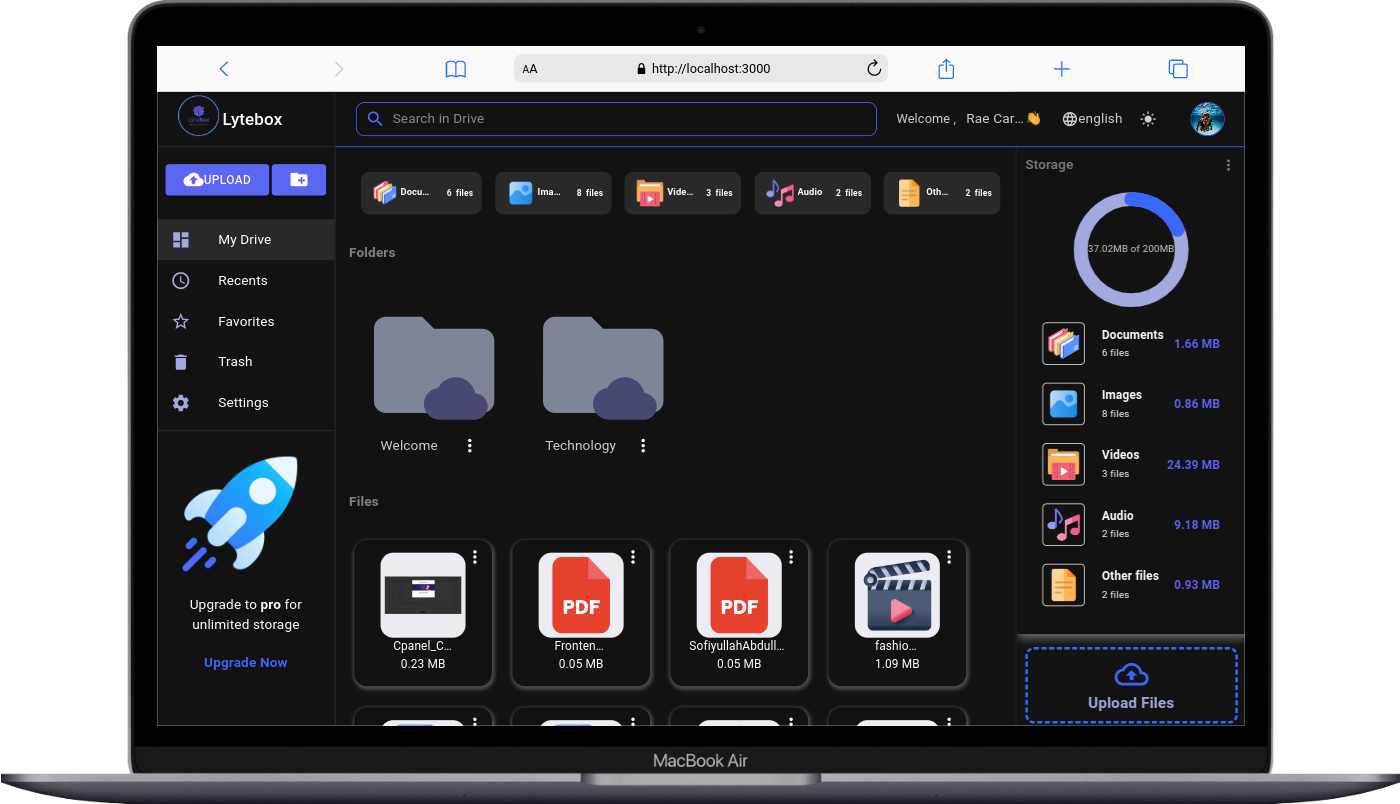 AA
http://localhost:3000
Lytebox
Search in Drive
Welcome , Rae Car...👋
english
UPLOAD
My Drive
Recents
Favorites
Trash
Settings
Upgrade to pro for
unlimited storage
Upgrade Now
Docu... 6 files
Ima... 8 files
Vide... 3 files
Audio 2 files
Oth... 2 files
Folders
Welcome
Technology
Files
PDF
PDF
Cpanel_C...
0.23 MB
Fronten...
0.05 MB
SofiyullahAbdull...
0.05 MB
fashio...
1.09 MB
Storage
37.02MB of 200MB
Documents
6 files
1.66 MB
Images
8 files
0.86 MB
Videos
3 files
24.39 MB
Audio
2 files
9.18 MB
Other files
2 files
0.93 MB
Upload Files
MacBook Air